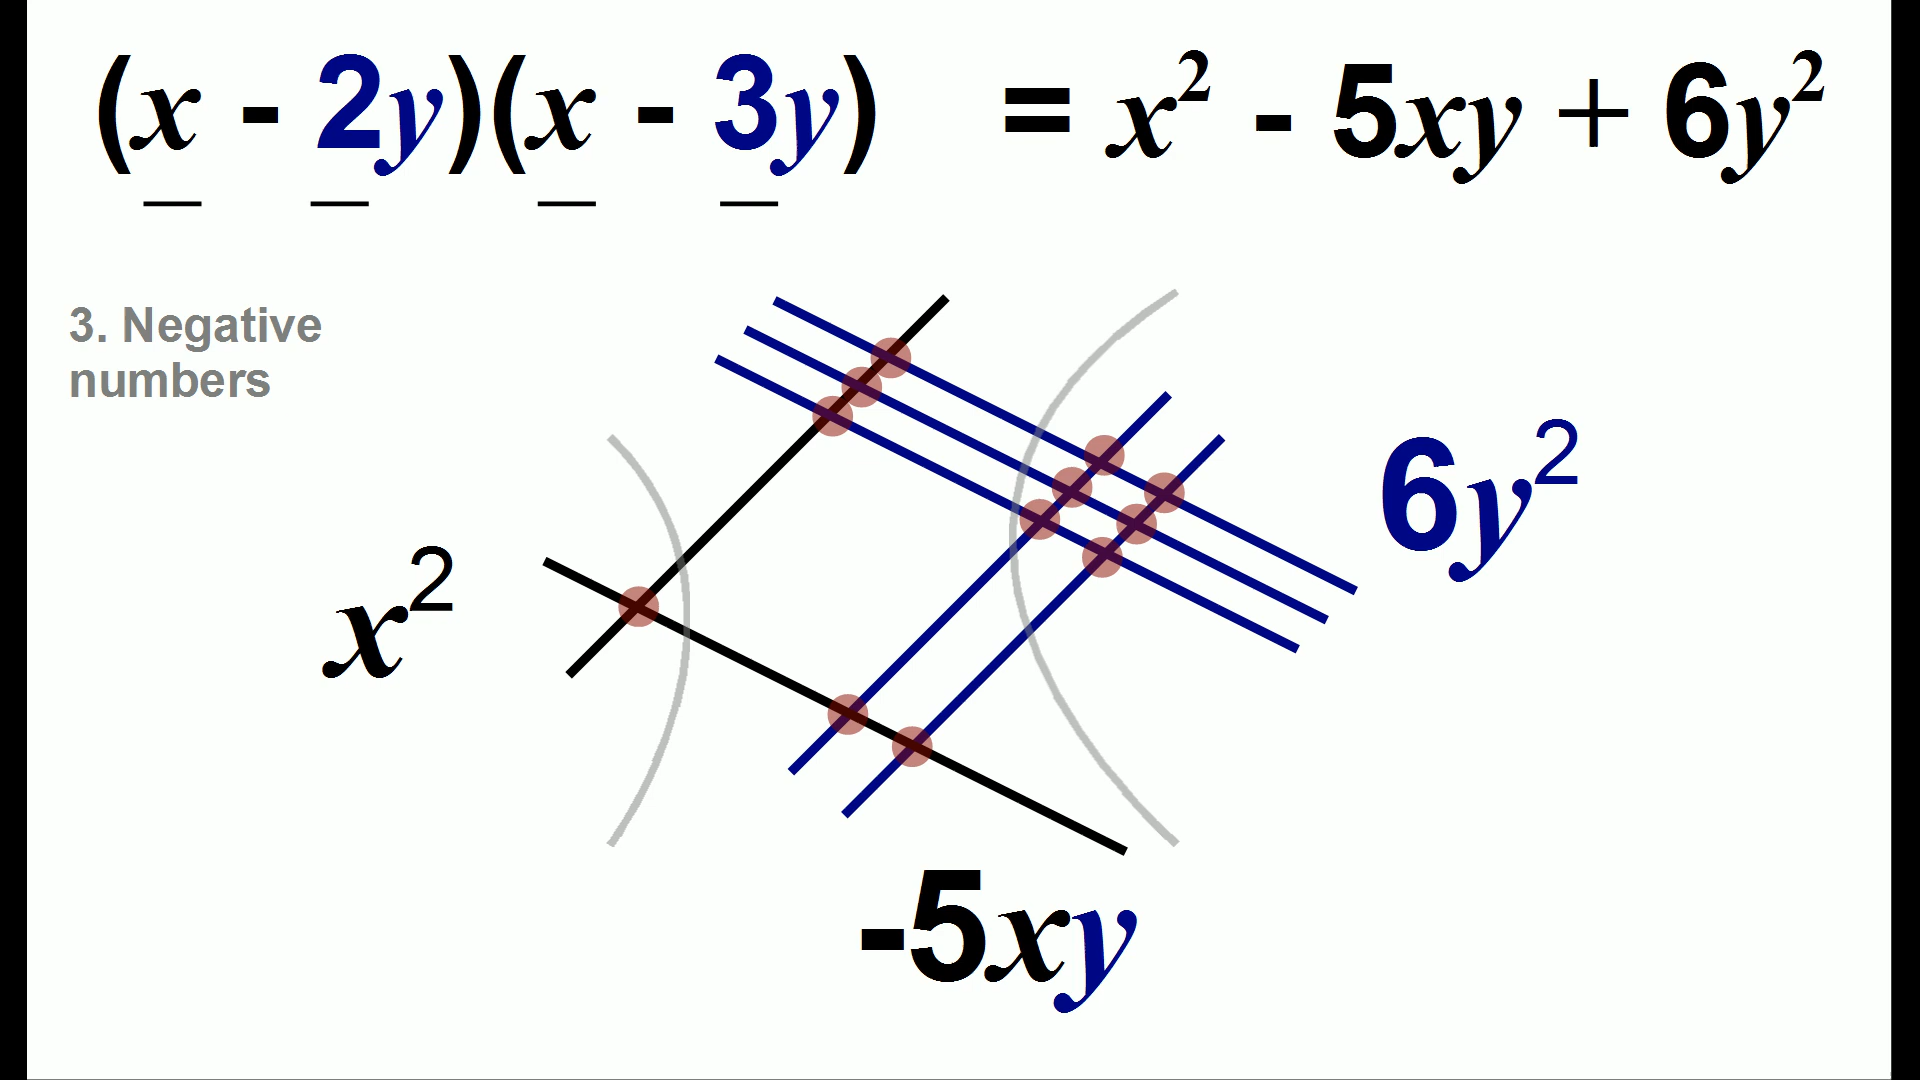 (x - 2y)(x - 3y) = x² - 5xy + 6y²
3. Negative
numbers
6y²
x²
-5xy